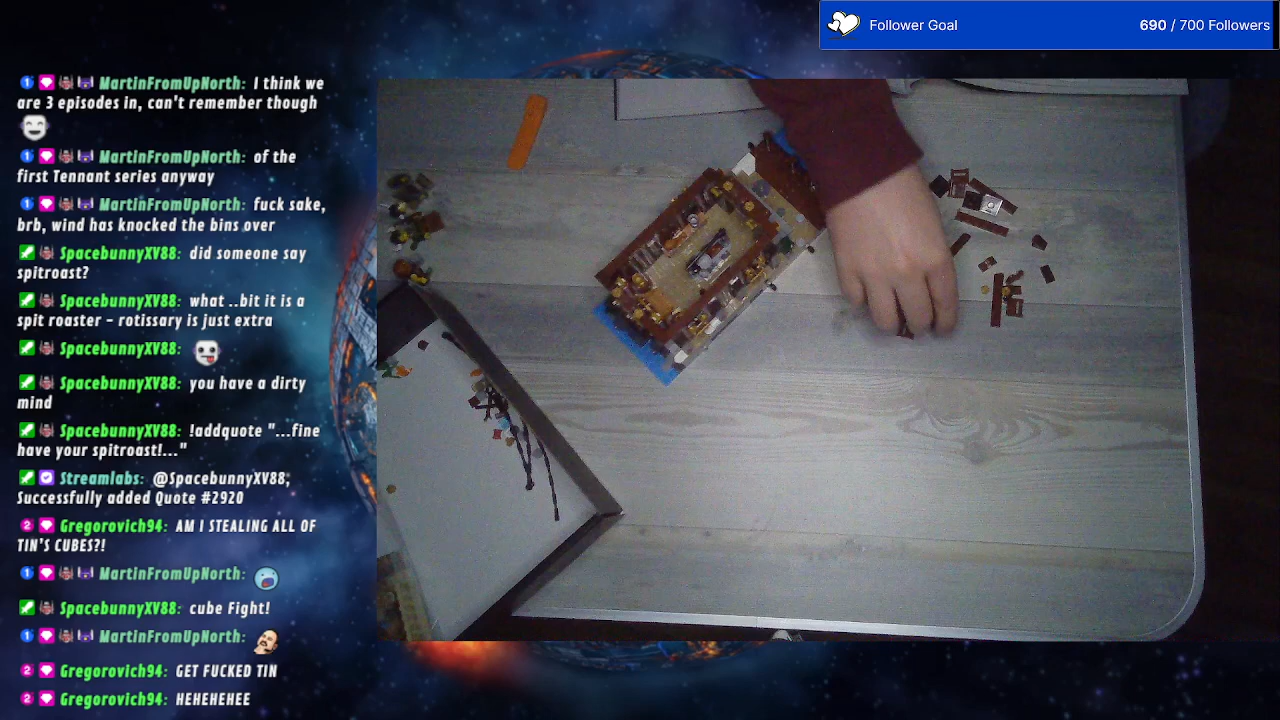 Follower Goal
690 / 700 Followers
MartinFromUpNorth: I think we
are 3 episodes in, can't remember though
MartinFromUpNorth: of the
first Tennant series anyway
MartinFromUpNorth: fuck sake,
brb, wind has knocked the bins over
SpacebunnyXV88: did someone say
spitroast?
SpacebunnyXV88: what ..bit it is a
spit roaster - rotissary is just extra
SpacebunnyXV88:
SpacebunnyXV88: you have a dirty
mind
SpacebunnyXV88: !addquote "...fine
have your spitroast!..."
Streamlabs: @SpacebunnyXV88,
Successfully added Quote #2920
Gregorovich94: AM I STEALING ALL OF
TIN'S CUBES?!
MartinFromUpNorth:
SpacebunnyXV88: cube Fight!
MartinFromUpNorth:
Gregorovich94: GET FUCKED TIN
Gregorovich94: HEHEHEHEE